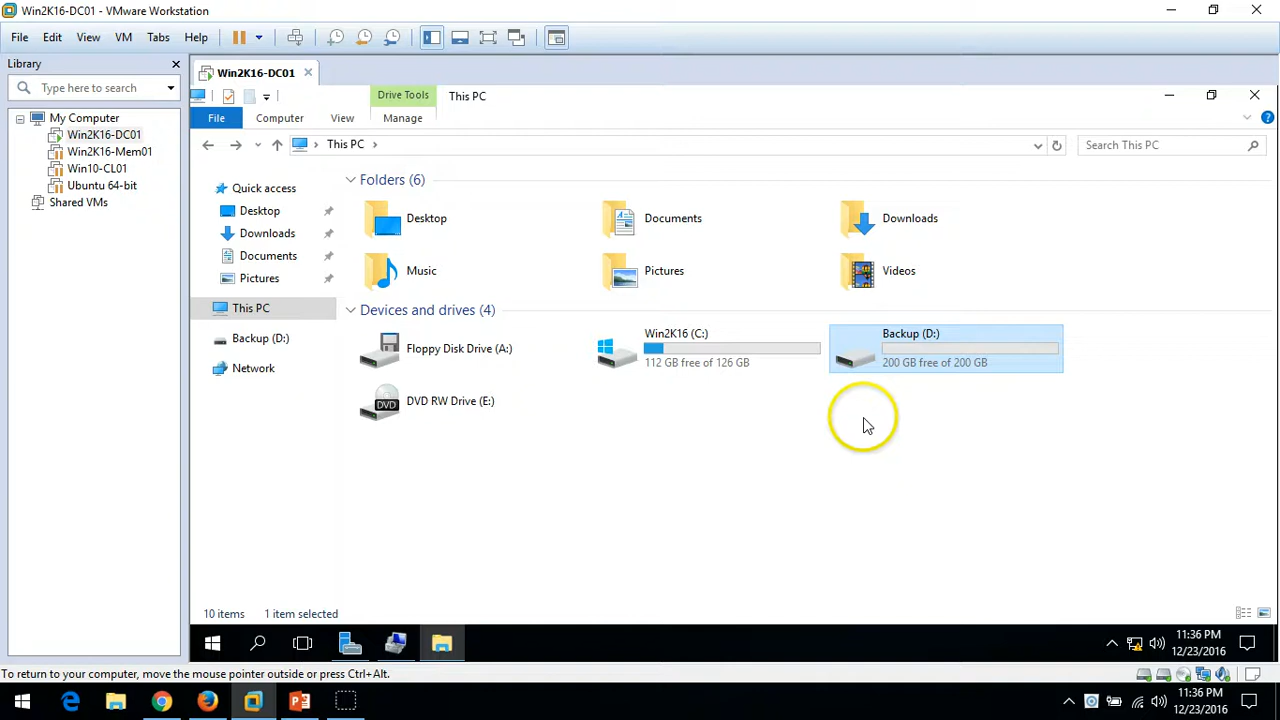 Win2K16-DC01 - VMware Workstation
File Edit View VM Tabs Help
Library
Type here to search
My Computer
Win2K16-DC01
Win2K16-Mem01
Win10-CL01
Ubuntu 64-bit
Shared VMs
Win2K16-DC01
Drive Tools
This PC
File Computer View Manage
This PC
Search This PC
Quick access
Desktop
Downloads
Documents
Pictures
This PC
Backup (D:)
Network
Folders (6)
Desktop
Documents
Downloads
Music
Pictures
Videos
Devices and drives (4)
Floppy Disk Drive (A:)
Win2K16 (C:)
112 GB free of 126 GB
Backup (D:)
200 GB free of 200 GB
DVD
DVD RW Drive (E:)
10 items 1 item selected
11:36 PM
12/23/2016
To return to your computer, move the mouse pointer outside or press Ctrl+Alt.
11:36 PM
12/23/2016